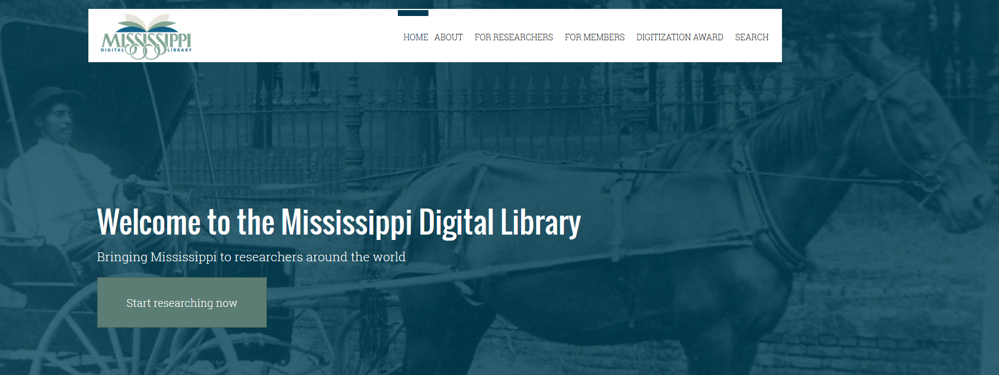 MISSISSIPPI
DIGITAL LIBRARY
HOME ABOUT FOR RESEARCHERS FOR MEMBERS DIGITIZATION AWARD SEARCH
Welcome to the Mississippi Digital Library
Bringing Mississippi to researchers around the world
Start researching now